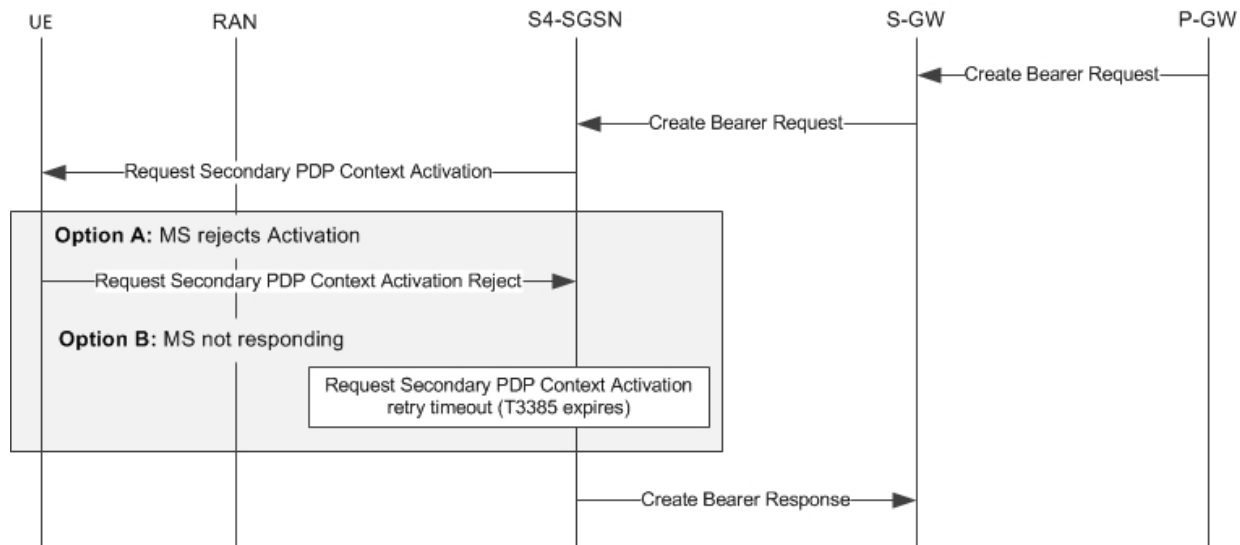 UE RAN S4-SGSN S-GW P-GW
Create Bearer Request
Create Bearer Request
Request Secondary PDP Context Activation
Option A: MS rejects Activation
Request Secondary PDP Context Activation Reject
Option B: MS not responding
Request Secondary PDP Context Activation
retry timeout (T3385 expires)
Create Bearer Response